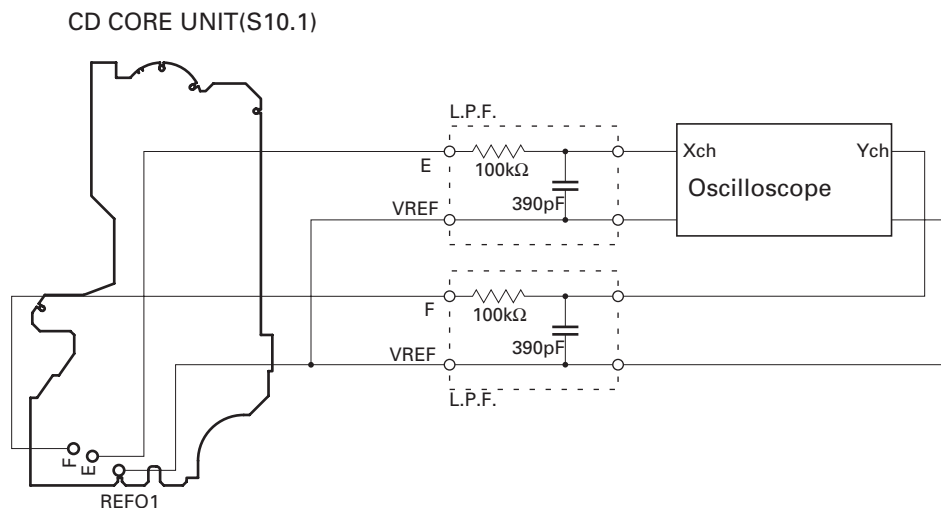 CD CORE UNIT(S10.1)
L.P.F.
E
100kΩ
390pF
VREF
Xch
Ych
Oscilloscope
F
100kΩ
390pF
VREF
L.P.F.
F
E
REFO1